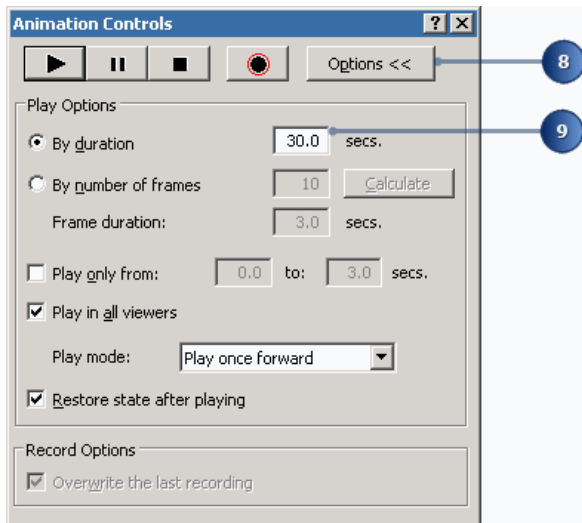 Animation Controls
Options <<
8
Play Options
9
By duration 30.0 secs.
By number of frames 10 Calculate
Frame duration: 3.0 secs.
Play only from: 0.0 to: 3.0 secs.
Play in all viewers
Play mode: Play once forward
Restore state after playing
Record Options
Overwrite the last recording